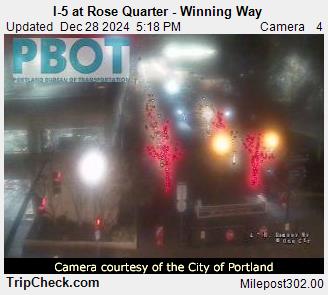 I-5 at Rose Quarter - Winning Way
Updated Dec 28 2024 5:18 PM Camera 4
PBOT
PORTLAND BUREAU OF TRANSPORTATION
Camera courtesy of the City of Portland
TripCheck.com Milepost302.00